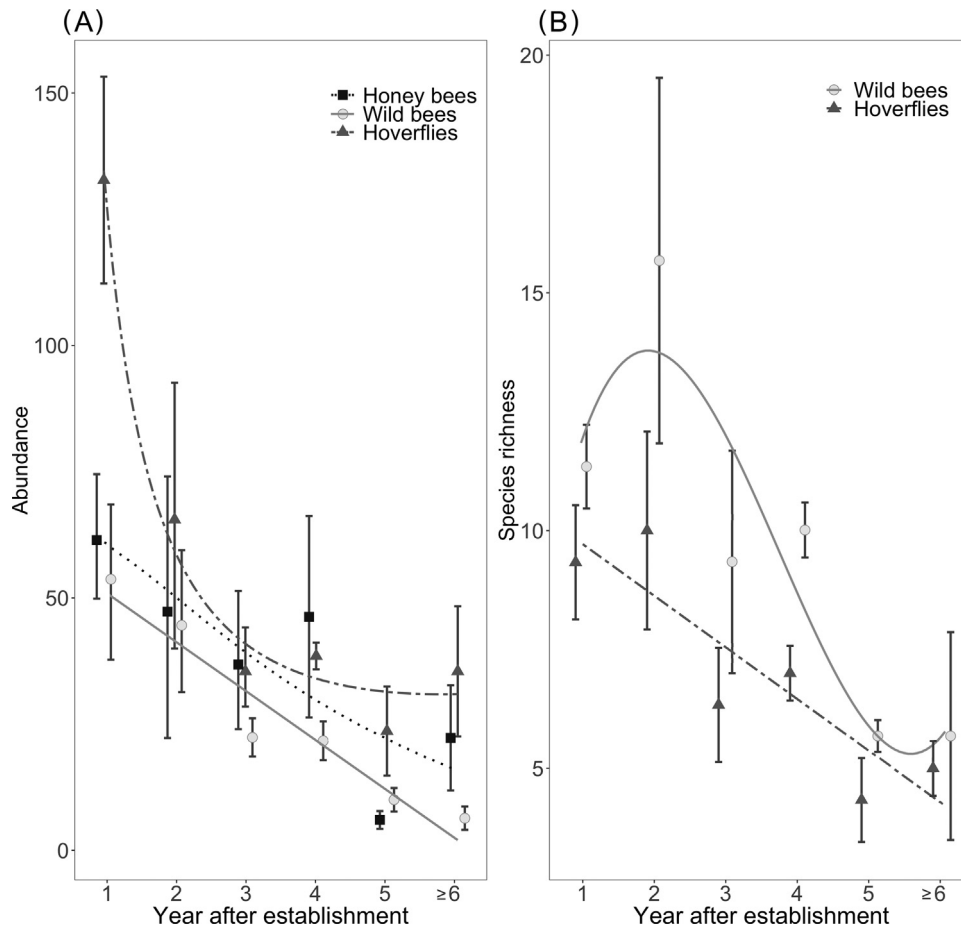 (A)
150
100
50
0
Abundance
Honey bees
Wild bees
Hoverflies
1 2 3 4 5 ≥6
Year after establishment
(B)
20
15
10
5
Species richness
Wild bees
Hoverflies
1 2 3 4 5 ≥6
Year after establishment